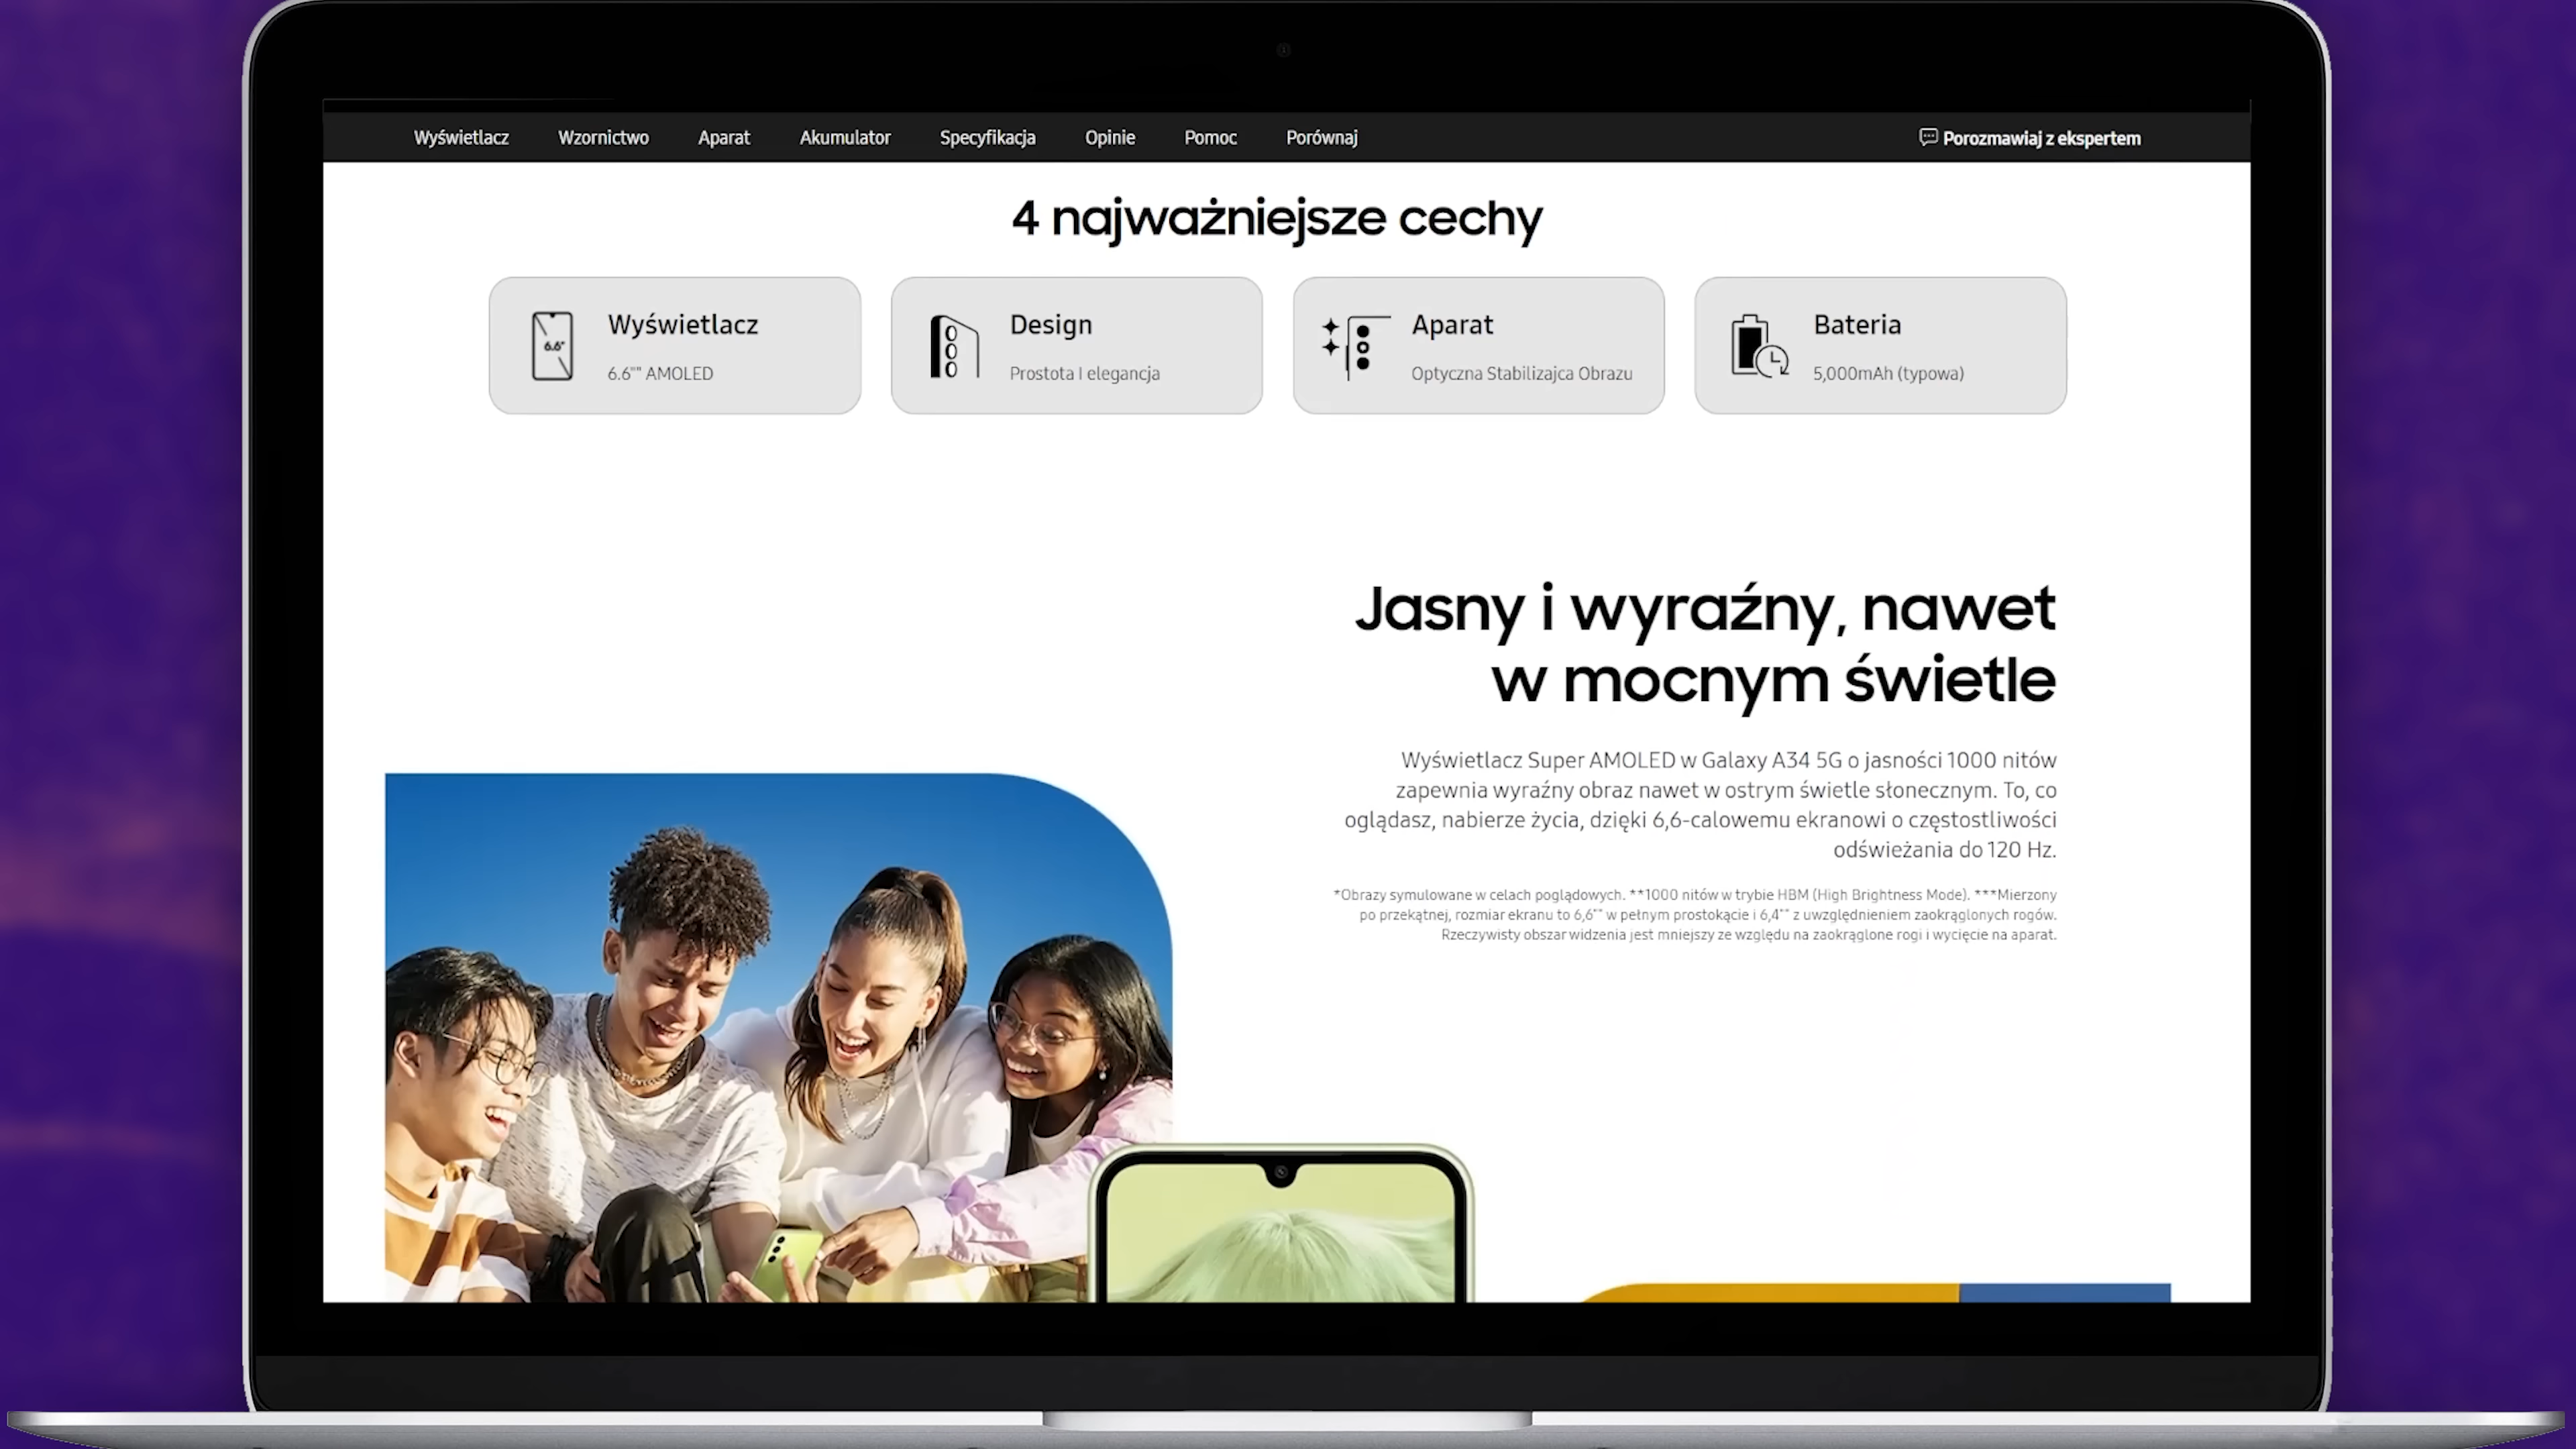 Wyświetlacz Wzornictwo Aparat Akumulator Specyfikacja Opinie Pomoc Porównaj Porozmawiaj z ekspertem
4 najważniejsze cechy
Wyświetlacz
6.6"
6.6"" AMOLED
Design
Prostota I elegancja
Aparat
Optyczna Stabilizajca Obrazu
Bateria
5,000mAh (typowa)
Jasny i wyraźny, nawet
w mocnym świetle
Wyświetlacz Super AMOLED w Galaxy A34 5G o jasności 1000 nitów
zapewnia wyraźny obraz nawet w ostrym świetle słonecznym. To, co
oglądasz, nabierze życia, dzięki 6,6-calowemu ekranowi o częstostliwości
odświeżania do 120 Hz.
*Obrazy symulowane w celach poglądowych. **1000 nitów w trybie HBM (High Brightness Mode). ***Mierzony
po przekątnej, rozmiar ekranu to 6,6"" w pełnym prostokącie i 6,4"" z uwzględnieniem zaokrąglonych rogów.
Rzeczywisty obszar widzenia jest mniejszy ze względu na zaokrąglone rogi i wycięcie na aparat.